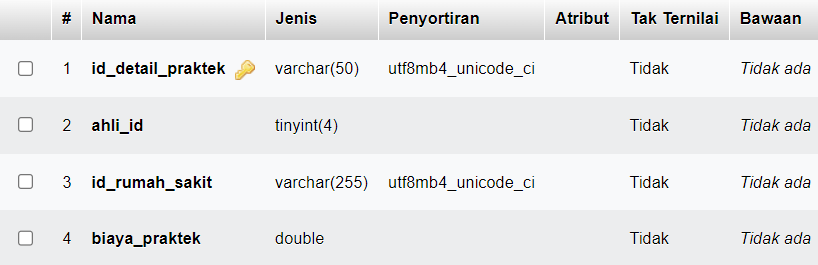 # Nama Jenis Penyortiran Atribut Tak Ternilai Bawaan
1 id_detail_praktek varchar(50) utf8mb4_unicode_ci Tidak Tidak ada
2 ahli_id tinyint(4) Tidak Tidak ada
3 id_rumah_sakit varchar(255) utf8mb4_unicode_ci Tidak Tidak ada
4 biaya_praktek double Tidak Tidak ada